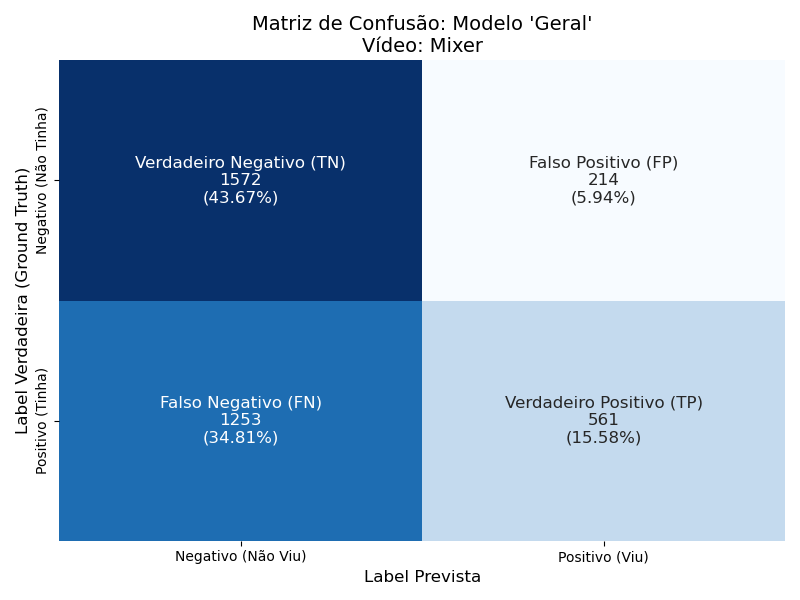 Matriz de Confusão: Modelo 'Geral'
Vídeo: Mixer
Label Verdadeira (Ground Truth)
Negativo (Não Tinha)
Verdadeiro Negativo (TN)
1572
(43.67%)
Falso Positivo (FP)
214
(5.94%)
Positivo (Tinha)
Falso Negativo (FN)
1253
(34.81%)
Verdadeiro Positivo (TP)
561
(15.58%)
Negativo (Não Viu)
Positivo (Viu)
Label Prevista